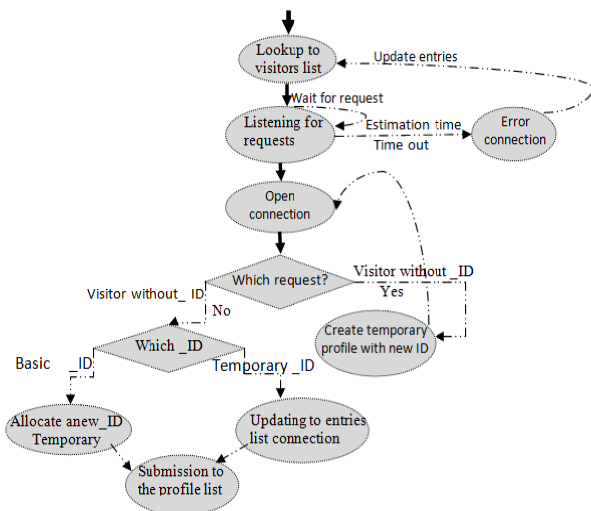 Lookup to
visitors list
Update entries
Wait for request
Listening for
requests
Estimation time
Time out
Error
connection
Open
connection
Which request?
Visitor without _ID
Yes
Visitor without_ ID
No
Create temporary
profile with new ID
Which _ID
Basic _ID
Temporary _ID
Allocate anew_ID
Temporary
Updating to entries
list connection
Submission to
the profile list